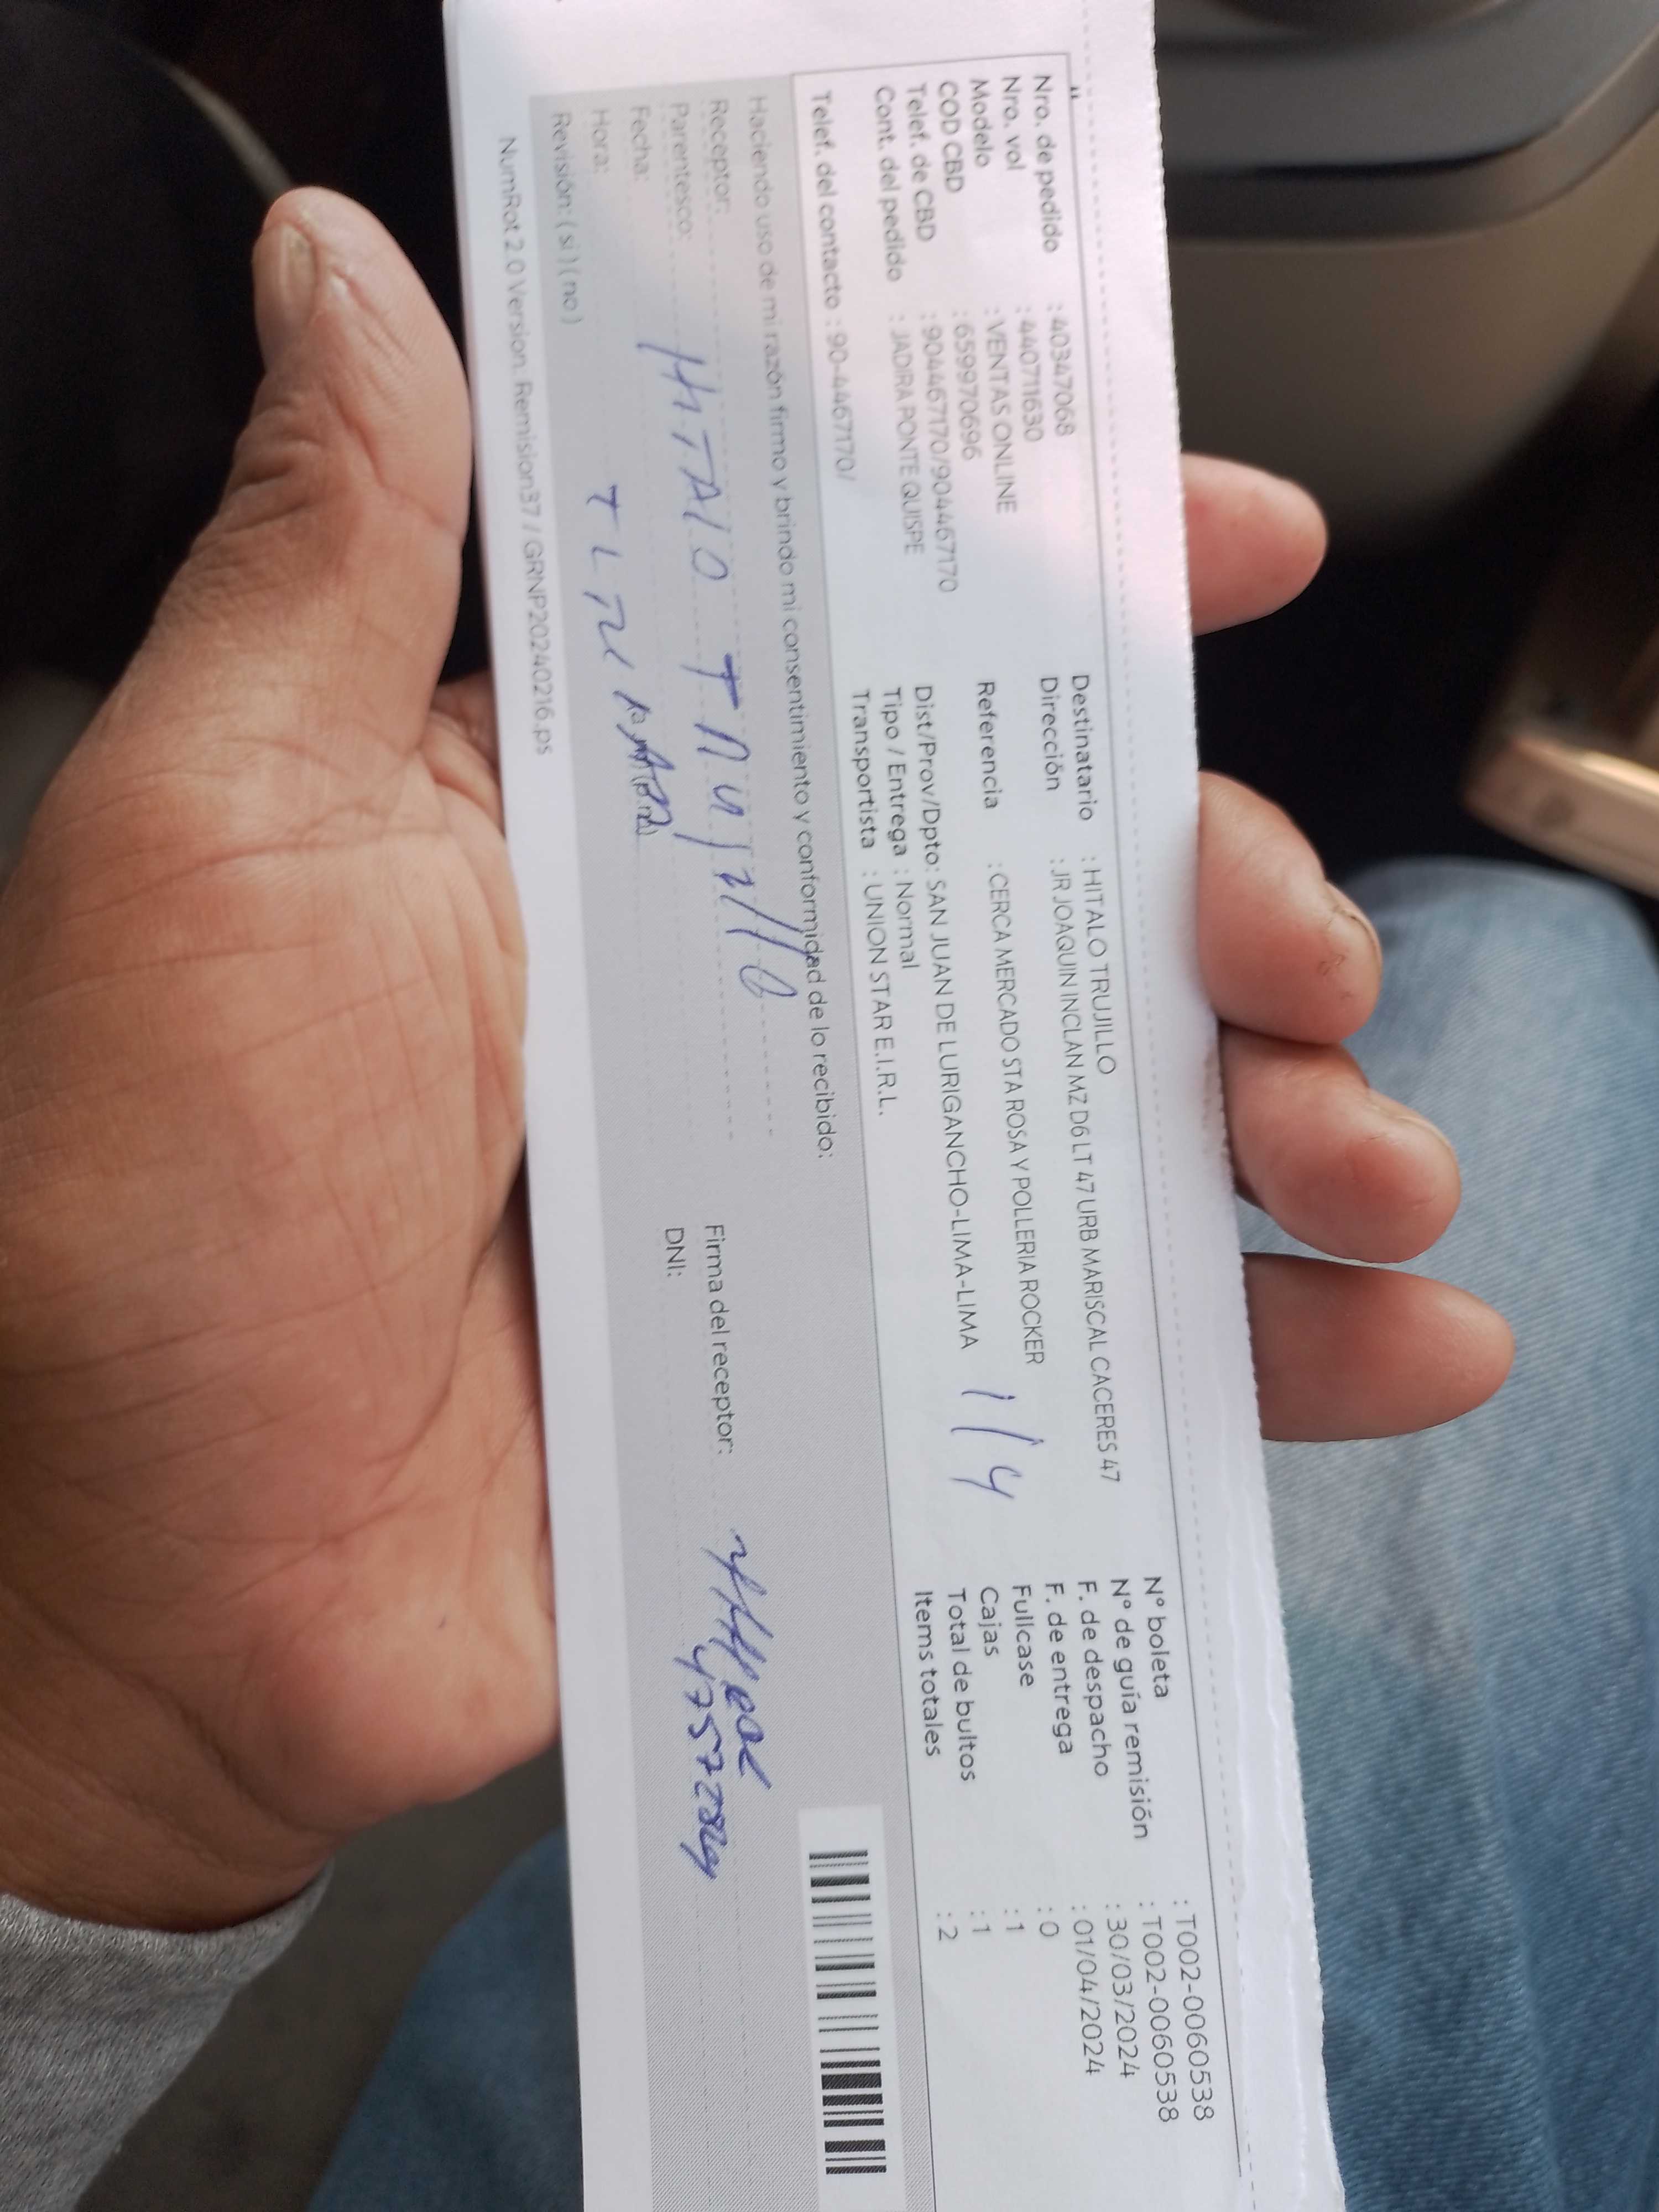 Nro. de pedido : 40347068
Nro. vol : 440711630
Modelo : VENTAS ONLINE
COD CBD : 659970696
Telef. de CBD : 904467170/904467170
Cont. del pedido : JADIRA PONTE QUISPE
Telef. del contacto : 90-4467170/
Destinatario : HITALO TRUJILLO
Dirección : JR JOAQUIN INCLAN MZ D6 LT 47 URB MARISCAL CACERES 47
Referencia : CERCA MERCADO STA ROSA Y POLLERIA ROCKER
Dist/Prov/Dpto: SAN JUAN DE LURIGANCHO-LIMA-LIMA
Tipo / Entrega : Normal
Transportista : UNION STAR E.I.R.L.
1/4
N° boleta : T002-0060538
N° de guía remisión : T002-0060538
F. de despacho : 30/03/2024
F. de entrega : 01/04/2024
Fullcase : 0
Cajas : 1
Total de bultos : 1
Items totales : 2
Haciendo uso de mi razón firmo y brindo mi consentimiento y conformidad de lo recibido:
Receptor: HITALO TRUJILLO
Parentesco:
Fecha:
Hora:
Revisión: ( si ) ( no )
Firma del receptor:
DNI:
NumRot 2.0 Version. Remision37 / GRNP20240216.ps